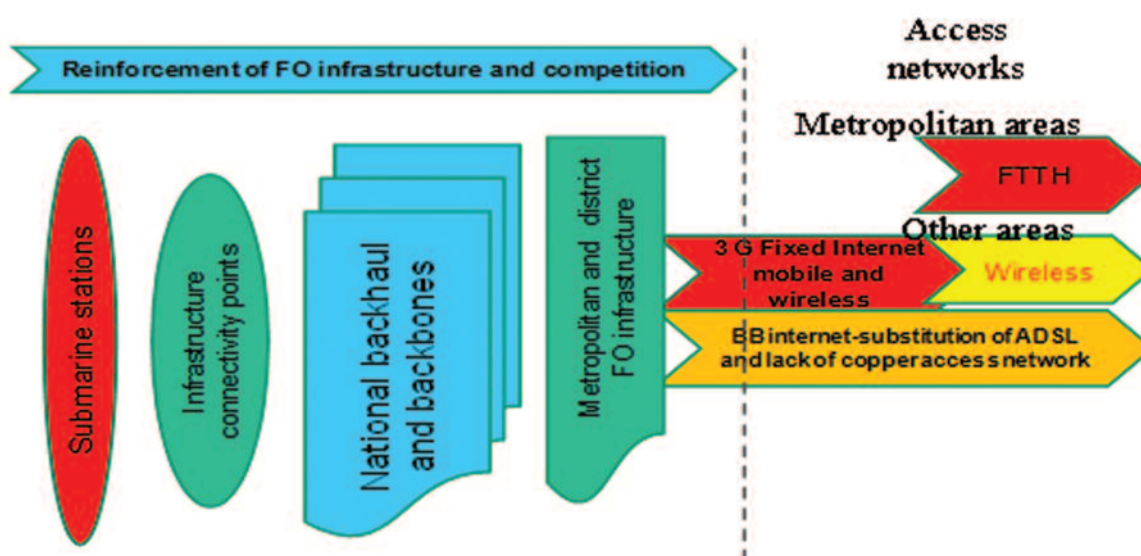 Reinforcement of FO infrastructure and competition
Access
networks
Submarine stations
Infrastructure
connectivity points
National backhaul
and backbones
Metropolitan and district
FO infrastructure
Metropolitan areas
FTTH
Other areas
3 G Fixed Internet
mobile and
wireless
Wireless
BB internet-substitution of ADSL
and lack of copper access network